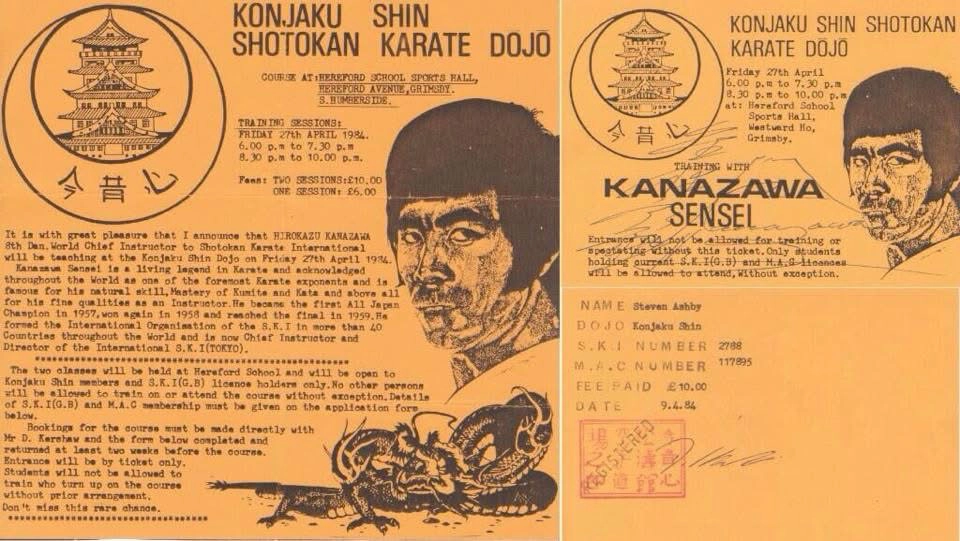 KONJAKU SHIN
SHOTOKAN KARATE DOJŌ
COURSE AT:HEREFORD SCHOOL SPORTS HALL,
HEREFORD AVENUE,GRIMSBY.
S.HUMBERSIDE.
TRAINING SESSIONS:
FRIDAY 27th APRIL 1984.
6.00 p.m to 7.30 p.m
8.30 p.m to 10.00 p.m.
Fees: TWO SESSIONS:£10.00
ONE SESSION: £6.00
今昔心
It is with great pleasure that I announce that HIROKAZU KANAZAWA
8th Dan.World Chief Instructor to Shotokan Karate International
will be teaching at the Konjaku Shin Dojo on Friday 27th April 1984.
Kanazawa Sensei is a living legend in Karate and acknowledged
throughout the World as one of the foremost Karate exponents and is
famous for his natural skill,Mastery of Kumite and Kata and above all
for his fine qualities as an Instructor.He became the first All Japan
Champion in 1957,won again in 1958 and reached the final in 1959.He
formed the International Organisation of the S.K.I in more than 40
Countries throughout the World and is now Chief Instructor and
Director of the International S.K.I(TOKYO).
The two classes will be held at Hereford School and will be open to
Konjaku Shin members and S.K.I(G.B) licence holders only.No other persons
will be allowed to train on or attend the course without exception.Details
of S.K.I(G.B) and M.A.C membership must be given on the application form
below.
Bookings for the course must be made directly with
Mr D. Kershaw and the form below completed and
returned at least two weeks before the course.
Entrance will be by ticket only.
Students will not be allowed to
train who turn up on the course
without prior arrangement.
Don't miss this rare chance.
KONJAKU SHIN SHOTOKAN
KARATE DŌJŌ
Friday 27th April
6.00 p.m to 7.30 p.m
8.30 p.m to 10.00 p.m
at: Hereford School
Sports Hall,
Westward Ho,
Grimsby.
今昔心
TRAINING WITH
KANAZAWA
SENSEI
Entrance will not be allowed for training or
spectating without this ticket.Only students
holding current S.K.I(G.B) and M.A.C licences
will be allowed to attend,Without exception.
NAME Steven Ashby
DOJO Konjaku Shin
S.K.I NUMBER 2788
M.A.C NUMBER 117895
FEE PAID £10.00
DATE 9.4.84
REGISTERED